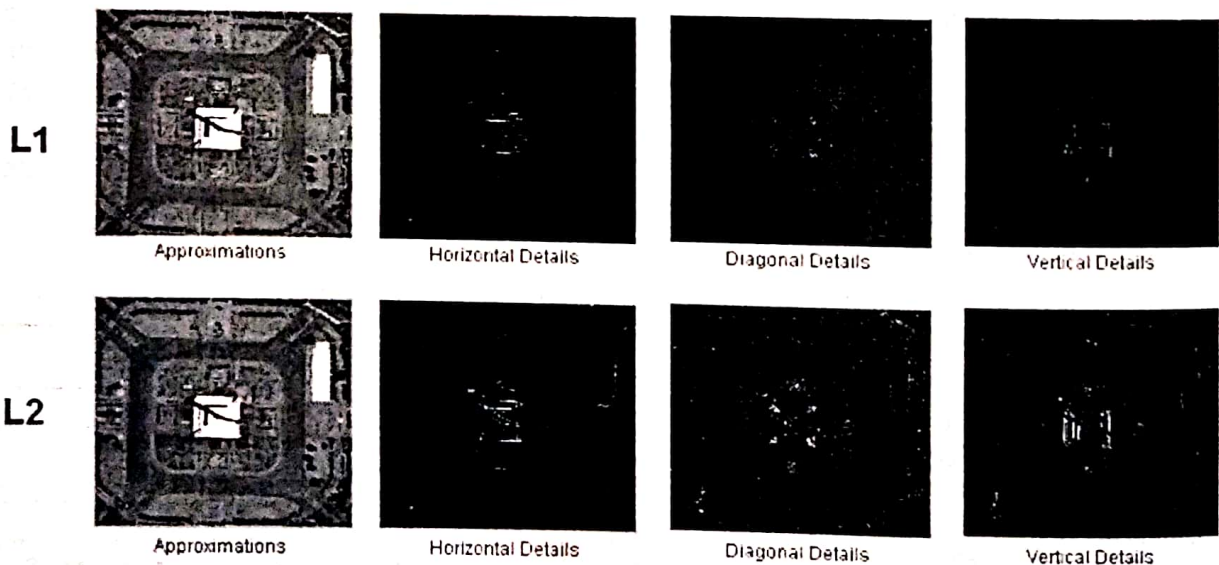 L1
Approximations
Horizontal Details
Diagonal Details
Vertical Details
L2
Approximations
Horizontal Details
Diagonal Details
Vertical Details